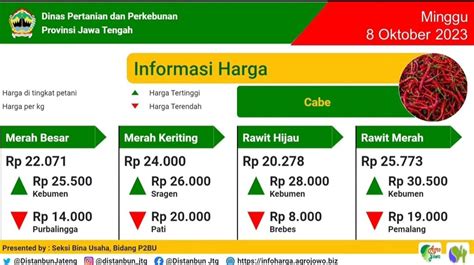 Dinas Pertanian dan Perkebunan
Provinsi Jawa Tengah
Minggu
8 Oktober 2023
Informasi Harga
Harga di tingkat petani
Harga per kg
Harga Tertinggi
Harga Terendah
Cabe
Merah Besar
Rp 22.071
Rp 25.500
Kebumen
Rp 14.000
Purbalingga
Merah Keriting
Rp 24.000
Rp 26.000
Sragen
Rp 20.000
Pati
Rawit Hijau
Rp 20.278
Rp 28.000
Kebumen
Rp 8.000
Brebes
Rawit Merah
Rp 25.773
Rp 30.500
Kebumen
Rp 19.000
Pemalang
Presented by : Seksi Bina Usaha, Bidang P2BU
@DistanbunJateng @Distanbun_Jtg @distanbun_jtg https://infoharga.agrojowo.biz